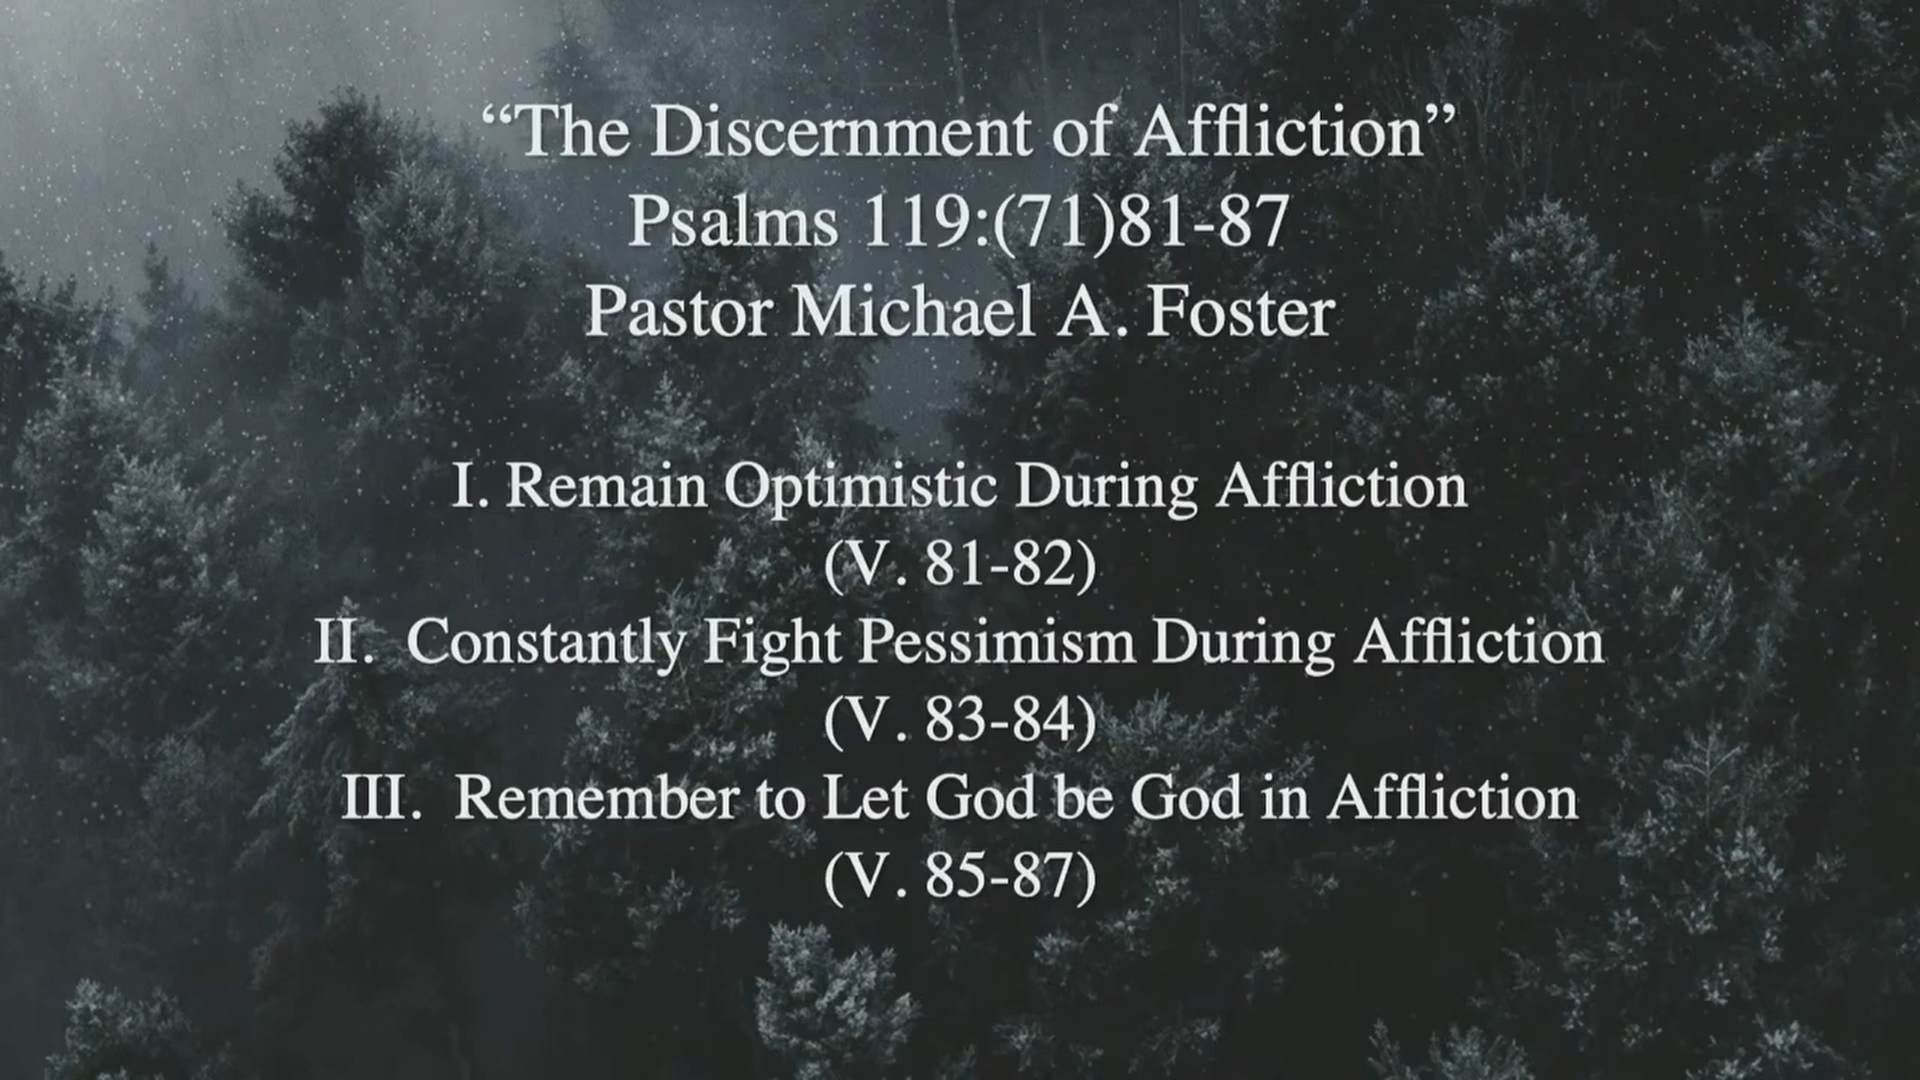 “The Discernment of Affliction”
Psalms 119:(71)81-87
Pastor Michael A. Foster
I. Remain Optimistic During Affliction
(V. 81-82)
II. Constantly Fight Pessimism During Affliction
(V. 83-84)
III. Remember to Let God be God in Affliction
(V. 85-87)